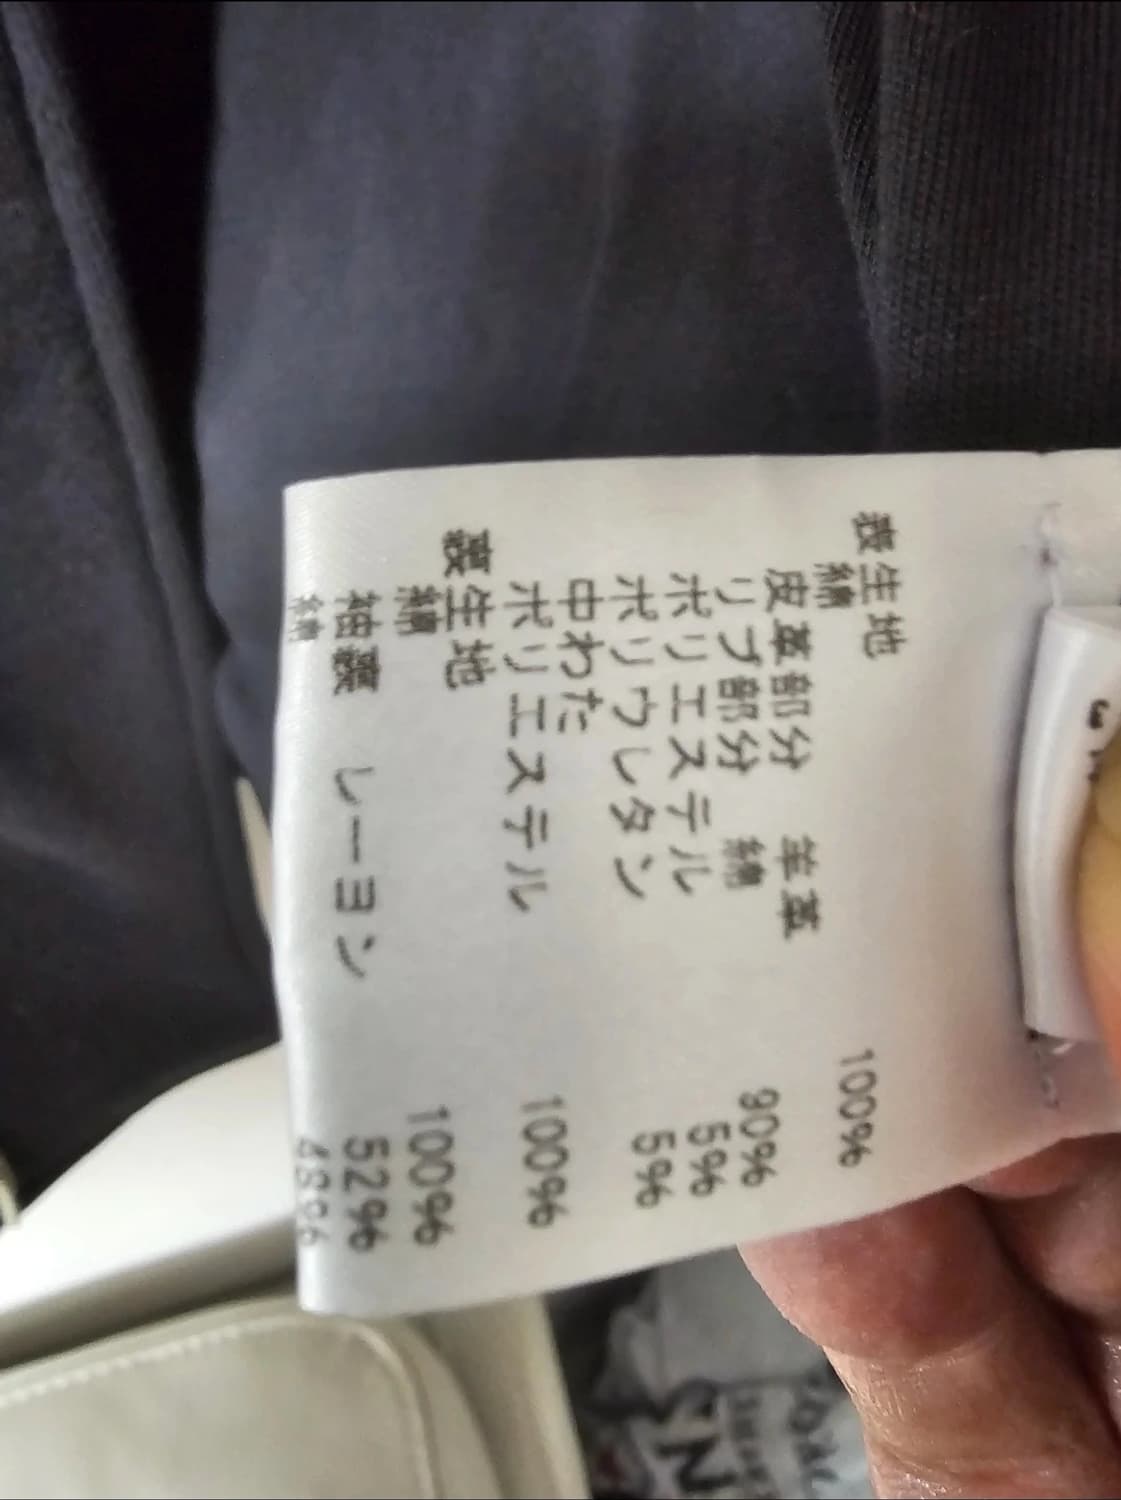 表生地
綿 100%
皮革部分 羊革
リブ部分 綿 90%
ポリエステル 5%
ポリウレタン 5%
中わた
ポリエステル 100%
裏生地
綿 100%
袖裏 レーヨン 52%
綿 48%